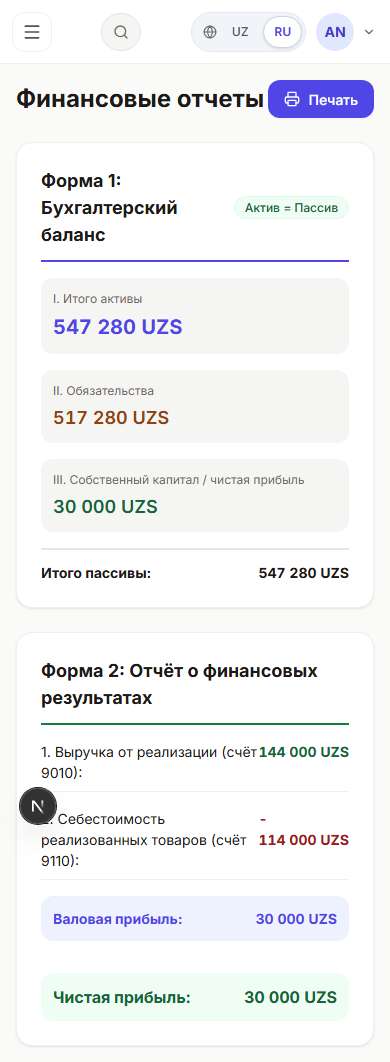 UZ RU AN
Финансовые отчеты Печать
Форма 1:
Бухгалтерский
баланс
Актив = Пассив
I. Итого активы
547 280 UZS
II. Обязательства
517 280 UZS
III. Собственный капитал / чистая прибыль
30 000 UZS
Итого пассивы: 547 280 UZS
Форма 2: Отчёт о финансовых
результатах
1. Выручка от реализации (счёт 144 000 UZS
9010):
Себестоимость -
реализованных товаров (счёт 114 000 UZS
9110):
N
Валовая прибыль: 30 000 UZS
Чистая прибыль: 30 000 UZS